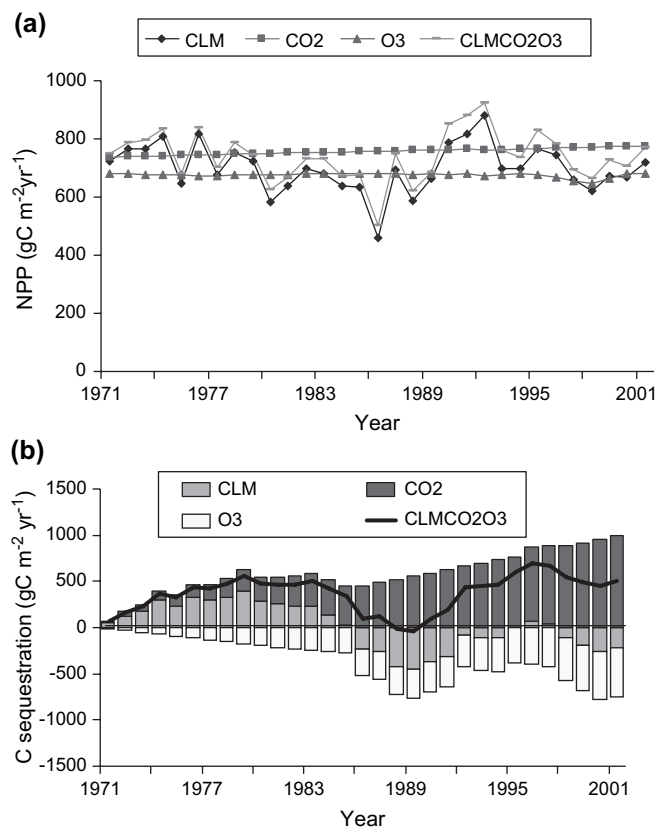 (a)
CLM CO2 O3 CLMCO2O3
1000
800
600
400
200
0
NPP (gC m-2yr-1)
1971 1977 1983 1989 1995 2001
Year
(b)
CLM CO2
O3 CLMCO2O3
1500
1000
500
0
-500
-1000
-1500
C sequestration (gC m-2 yr-1)
1971 1977 1983 1989 1995 2001
Year